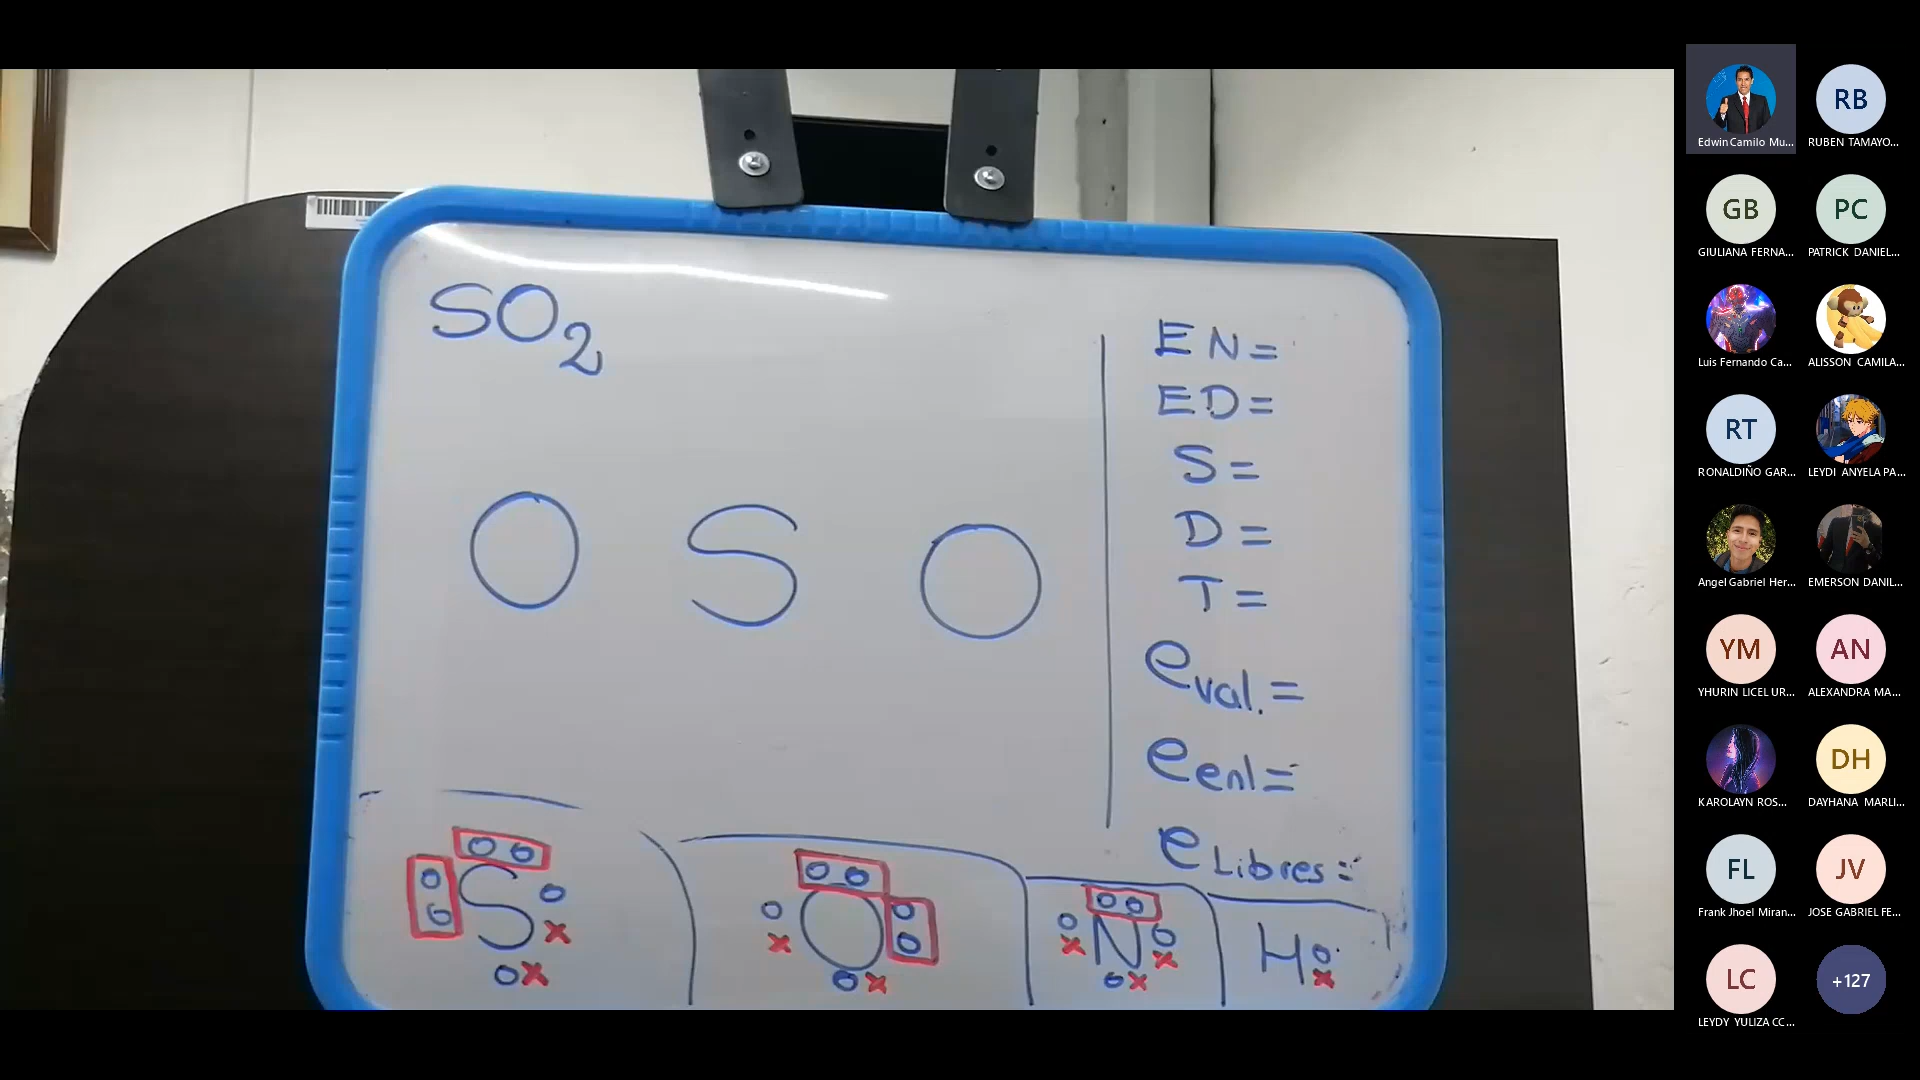 SO2
O S O
EN=
ED=
S=
D=
T=
eval.=
eenl=
eLibres=
S
O
N
H
Edwin Camilo Mu...
RB
RUBEN TAMAYO...
GB
GIULIANA FERNA...
PC
PATRICK DANIEL...
Luis Fernando Ca...
ALISSON CAMILA...
RT
RONALDIÑO GAR...
LEYDI ANYELA PA...
Angel Gabriel Her...
EMERSON DANIL...
YM
YHURIN LICEL UR...
AN
ALEXANDRA MA...
KAROLAYN ROS...
DH
DAYHANA MARLI...
FL
Frank Jhoel Miran...
JV
JOSE GABRIEL FE...
LC
LEYDY YULIZA CC...
+127